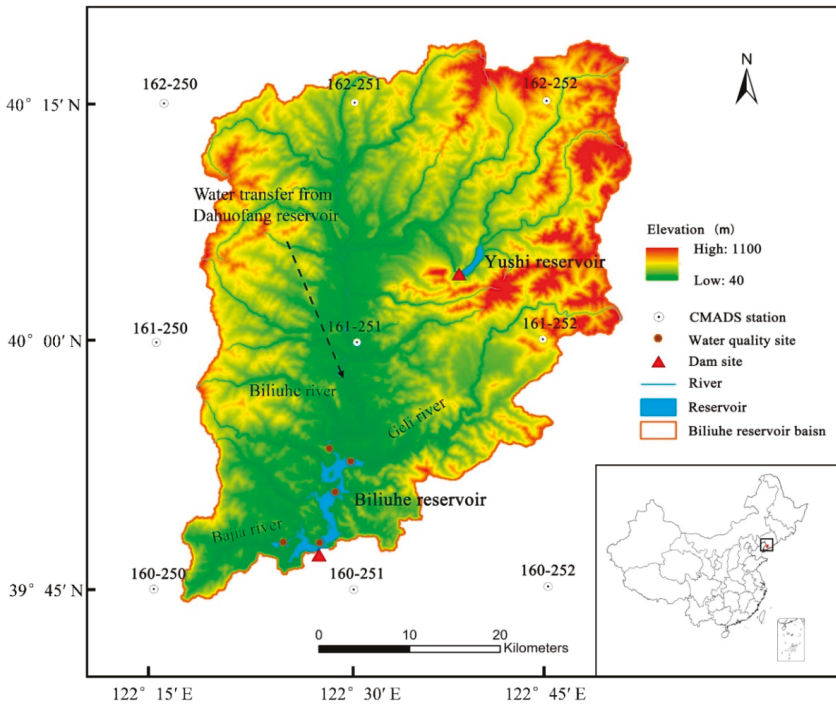 162-250
162-251
162-252
N
40° 15′ N
Water transfer from
Dahuofang reservoir
Yushi reservoir
Elevation (m)
High: 1100
Low: 40
161-250
161-251
161-252
40° 00′ N
CMADS station
Water quality site
Dam site
River
Reservoir
Biliuhe reservoir baisn
Biliuhe river
Geli river
Biliuhe reservoir
Bajia river
160-250
160-251
160-252
39° 45′ N
0 10 20
Kilometers
122° 15′ E
122° 30′ E
122° 45′ E